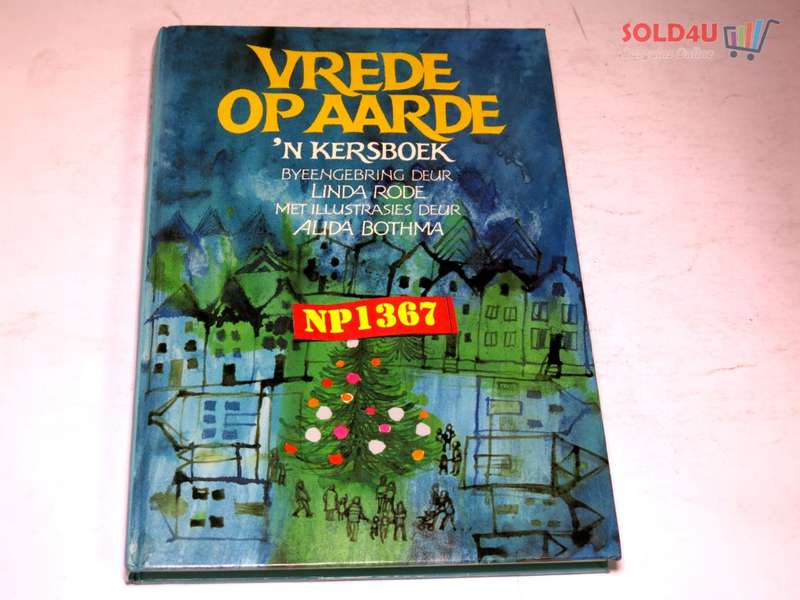 SOLD4U
VREDE
OP AARDE
'N KERSBOEK
BYEENGEBRING DEUR
LINDA RODE
MET ILLUSTRASIES DEUR
ALIDA BOTHMA
NP1367